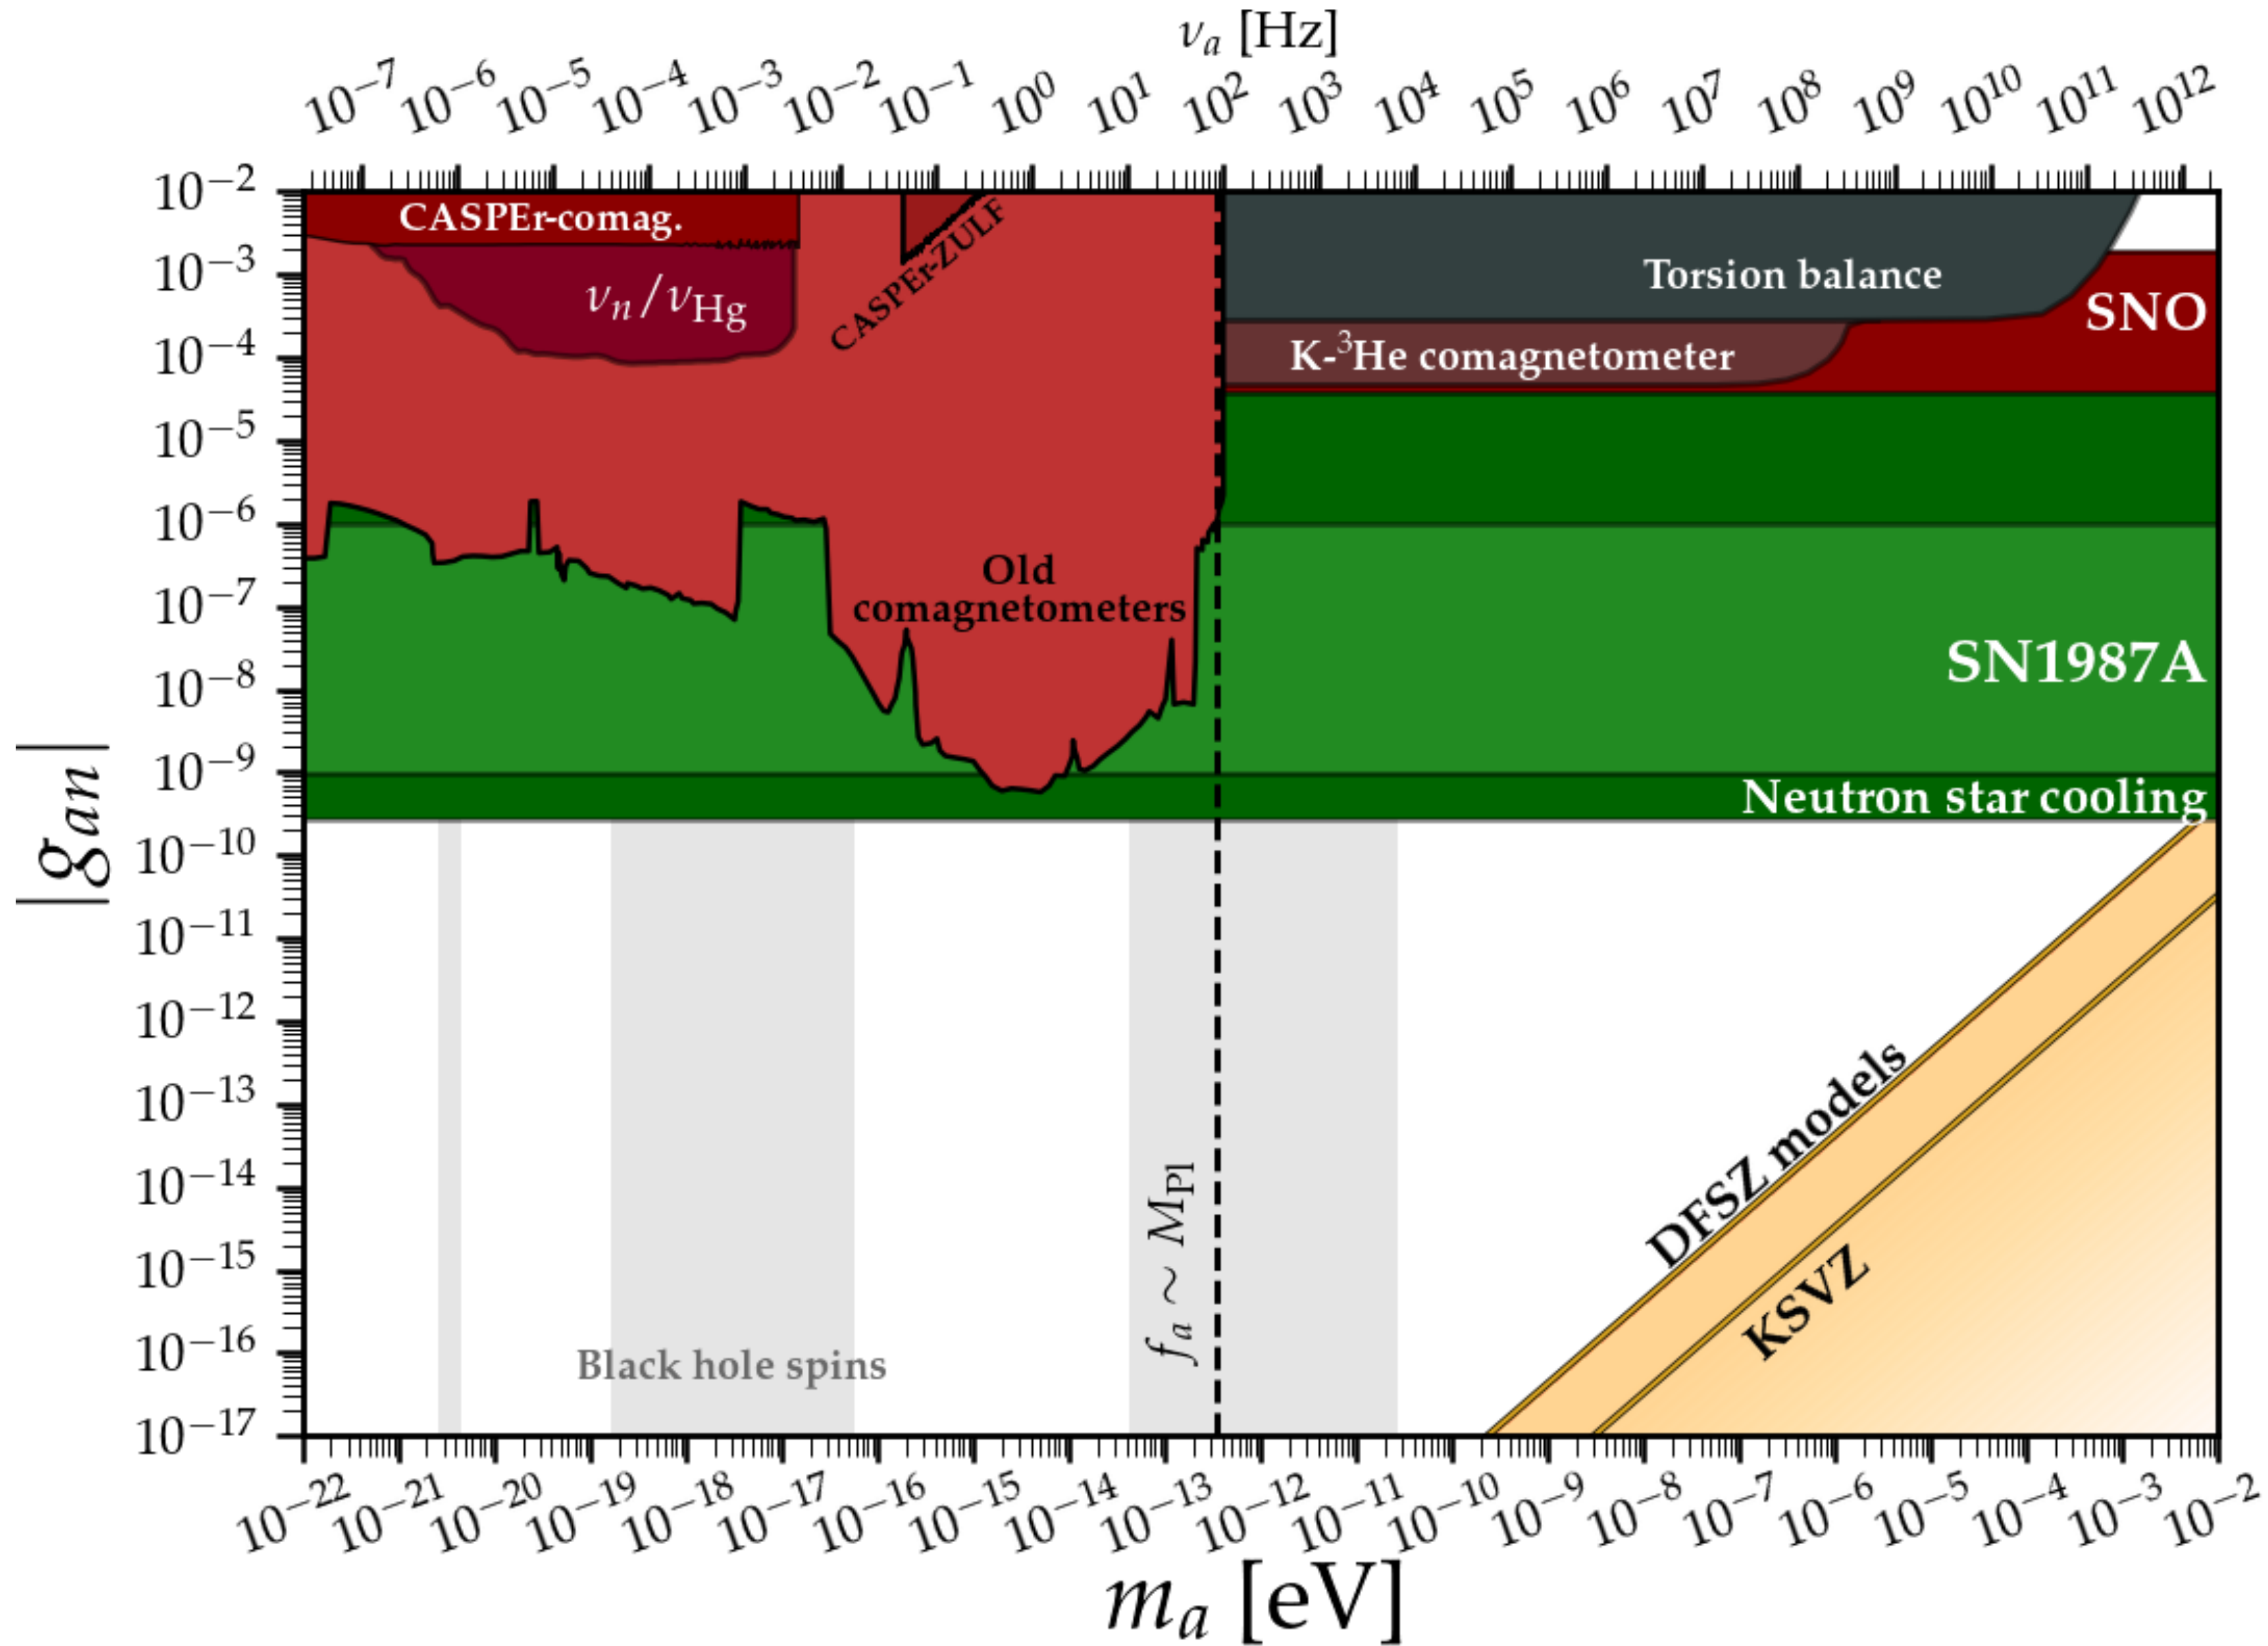 ν_a [Hz]
10^−7 10^−6 10^−5 10^−4 10^−3 10^−2 10^−1 10^0 10^1 10^2 10^3 10^4 10^5 10^6 10^7 10^8 10^9 10^10 10^11 10^12
10^−2
10^−3
10^−4
10^−5
10^−6
10^−7
10^−8
10^−9
10^−10
10^−11
10^−12
10^−13
10^−14
10^−15
10^−16
10^−17
|g_an|
CASPEr-comag.
ν_n/ν_Hg
CASPEr-ZULF
Torsion balance
SNO
K-³He comagnetometer
Old
comagnetometers
SN1987A
Neutron star cooling
DFSZ models
KSVZ
f_a ∼ M_Pl
Black hole spins
10^−22 10^−21 10^−20 10^−19 10^−18 10^−17 10^−16 10^−15 10^−14 10^−13 10^−12 10^−11 10^−10 10^−9 10^−8 10^−7 10^−6 10^−5 10^−4 10^−3 10^−2
m_a [eV]